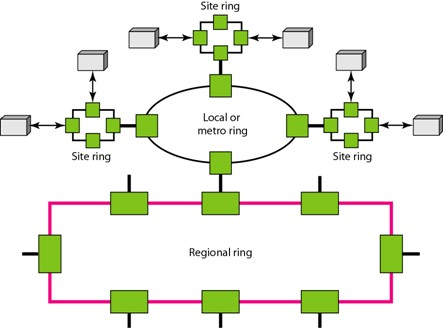 Site ring
Local or
metro ring
Site ring
Site ring
Regional ring